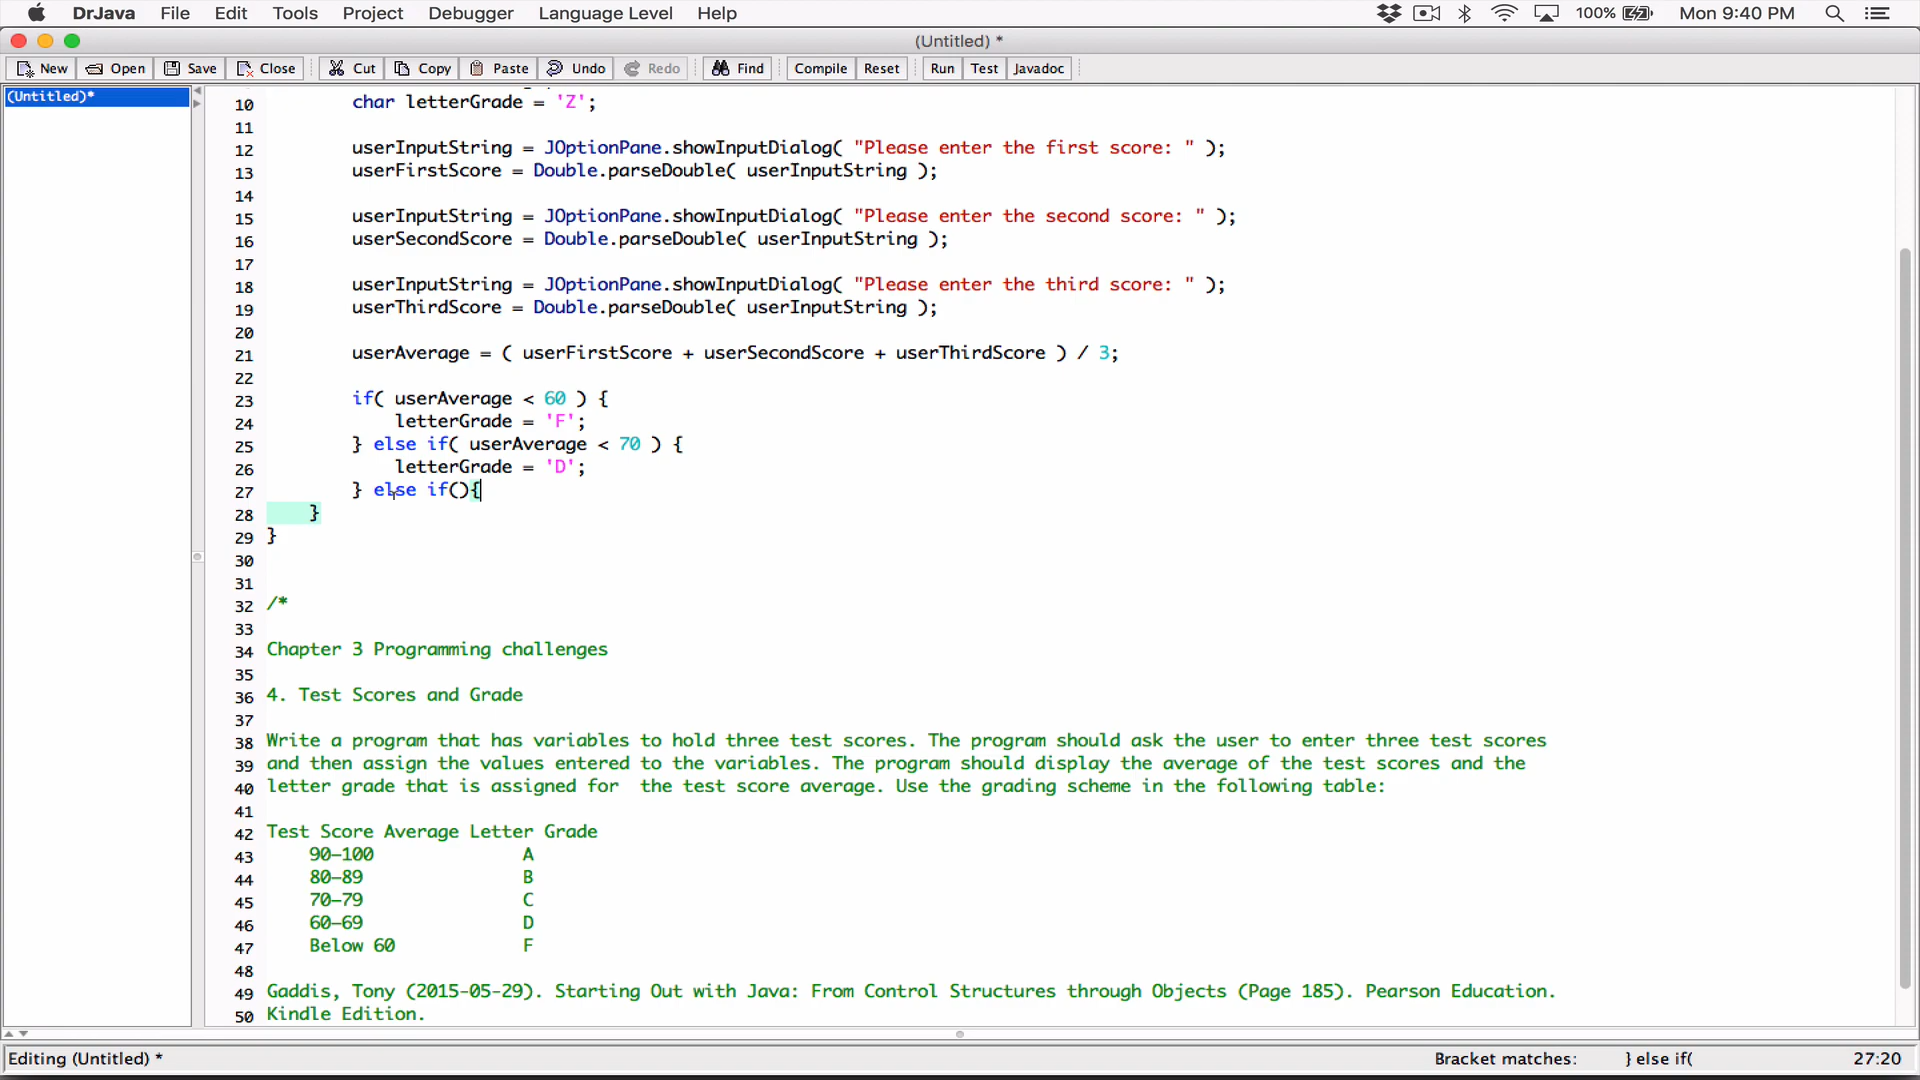 DrJava File Edit Tools Project Debugger Language Level Help 100% Mon 9:40 PM
(Untitled) *
New Open Save Close Cut Copy Paste Undo Redo Find Compile Reset Run Test Javadoc
(Untitled)*
10 char letterGrade = 'Z';
11
12 userInputString = JOptionPane.showInputDialog( "Please enter the first score: " );
13 userFirstScore = Double.parseDouble( userInputString );
14
15 userInputString = JOptionPane.showInputDialog( "Please enter the second score: " );
16 userSecondScore = Double.parseDouble( userInputString );
17
18 userInputString = JOptionPane.showInputDialog( "Please enter the third score: " );
19 userThirdScore = Double.parseDouble( userInputString );
20
21 userAverage = ( userFirstScore + userSecondScore + userThirdScore ) / 3;
22
23 if( userAverage < 60 ) {
24 letterGrade = 'F';
25 } else if( userAverage < 70 ) {
26 letterGrade = 'D';
27 } else if(){
28 }
29 }
30
31
32 /*
33
34 Chapter 3 Programming challenges
35
36 4. Test Scores and Grade
37
38 Write a program that has variables to hold three test scores. The program should ask the user to enter three test scores
39 and then assign the values entered to the variables. The program should display the average of the test scores and the
40 letter grade that is assigned for  the test score average. Use the grading scheme in the following table:
41
42 Test Score Average Letter Grade
43 90–100 A
44 80–89 B
45 70–79 C
46 60–69 D
47 Below 60 F
48
49 Gaddis, Tony (2015-05-29). Starting Out with Java: From Control Structures through Objects (Page 185). Pearson Education.
50 Kindle Edition.
Editing (Untitled) * Bracket matches: } else if( 27:20